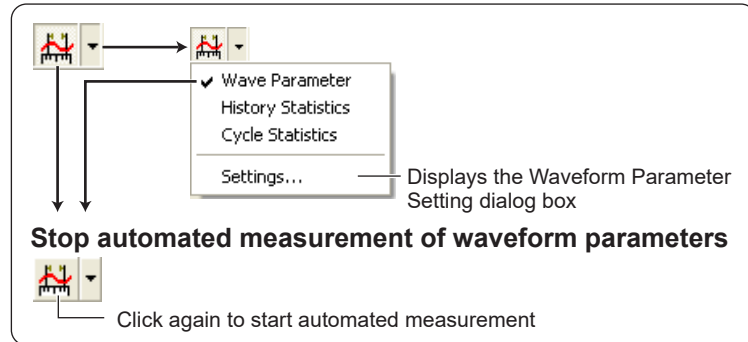 Wave Parameter
History Statistics
Cycle Statistics
Settings...
Displays the Waveform Parameter
Setting dialog box
Stop automated measurement of waveform parameters
Click again to start automated measurement